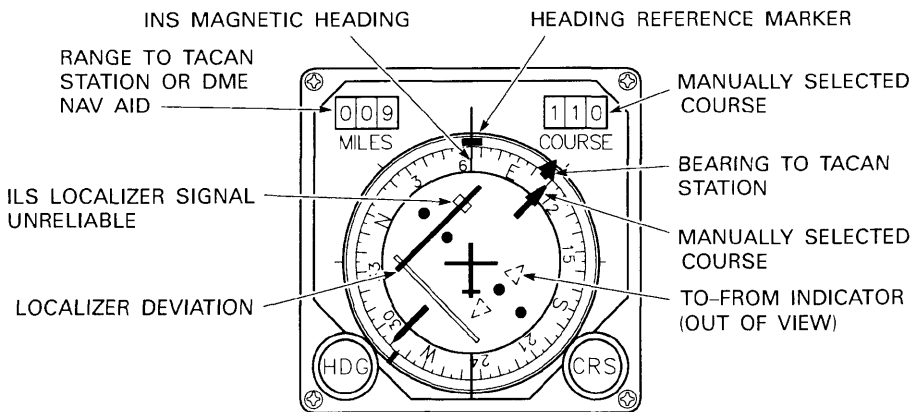 INS MAGNETIC HEADING
HEADING REFERENCE MARKER
RANGE TO TACAN
STATION OR DME
NAV AID
MANUALLY SELECTED
COURSE
009
MILES
110
COURSE
BEARING TO TACAN
STATION
ILS LOCALIZER SIGNAL
UNRELIABLE
MANUALLY SELECTED
COURSE
LOCALIZER DEVIATION
TO–FROM INDICATOR
(OUT OF VIEW)
6
E
12
15
S
21
24
W
30
33
N
3
HDG
CRS